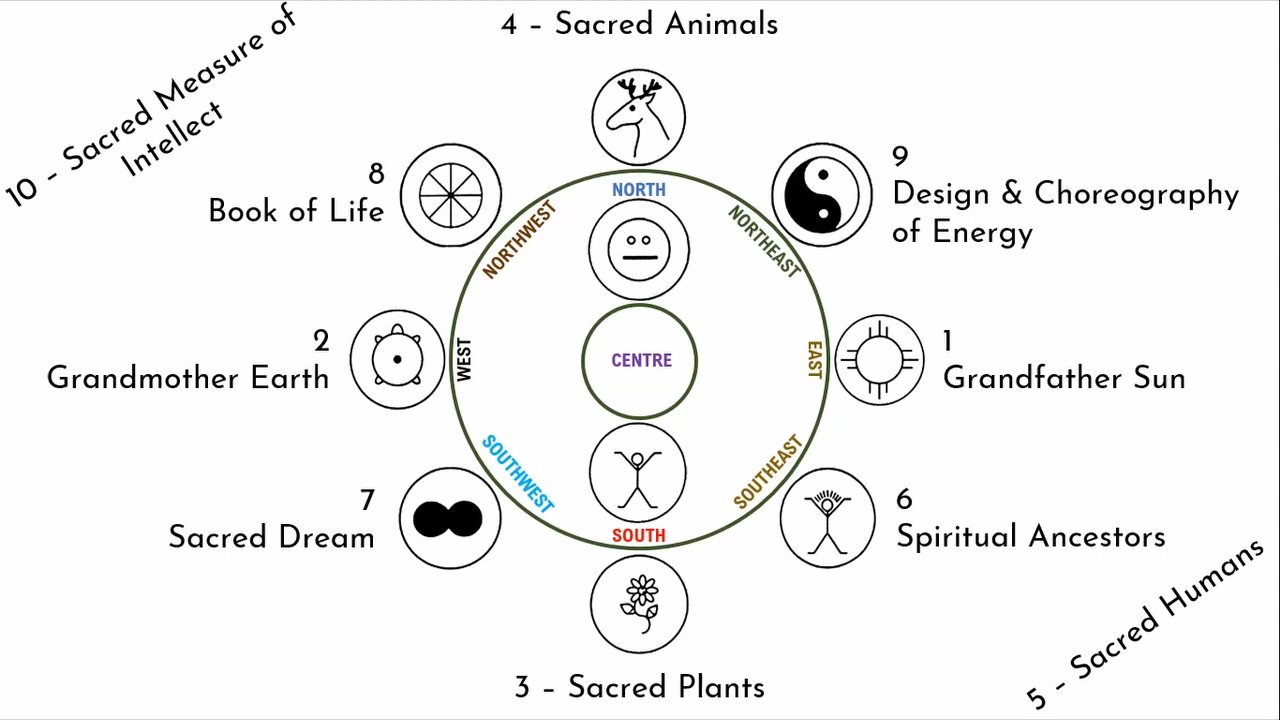 4 – Sacred Animals
10 – Sacred Measure of
Intellect
8
Book of Life
9
Design & Choreography
of Energy
NORTH
NORTHWEST
NORTHEAST
2
Grandmother Earth
WEST
CENTRE
EAST
1
Grandfather Sun
SOUTHWEST
SOUTHEAST
SOUTH
7
Sacred Dream
6
Spiritual Ancestors
5 – Sacred Humans
3 – Sacred Plants